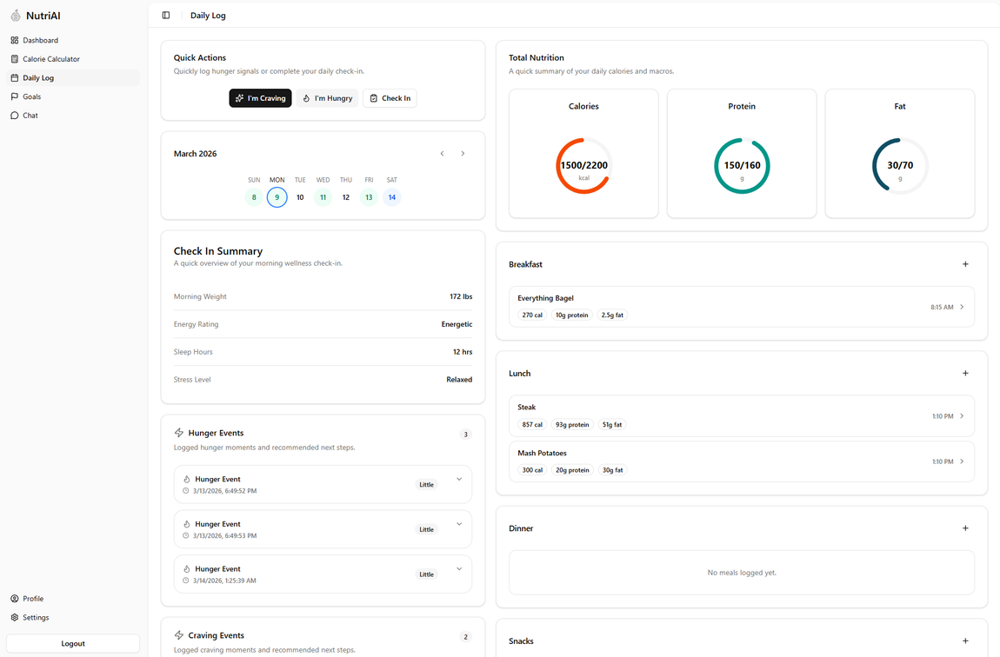 NutriAI
Dashboard
Calorie Calculator
Daily Log
Goals
Chat
Profile
Settings
Logout
Daily Log
Quick Actions
Quickly log hunger signals or complete your daily check-in.
I'm Craving
I'm Hungry
Check In
March 2026
SUN MON TUE WED THU FRI SAT
8 9 10 11 12 13 14
Check In Summary
A quick overview of your morning wellness check-in.
Morning Weight 172 lbs
Energy Rating Energetic
Sleep Hours 12 hrs
Stress Level Relaxed
Hunger Events 3
Logged hunger moments and recommended next steps.
Hunger Event
3/13/2026, 6:49:52 PM
Little
Hunger Event
3/13/2026, 6:49:53 PM
Little
Hunger Event
3/14/2026, 1:25:39 AM
Little
Craving Events 2
Logged craving moments and recommended next steps.
Total Nutrition
A quick summary of your daily calories and macros.
Calories
1500/2200
kcal
Protein
150/160
g
Fat
30/70
g
Breakfast
Everything Bagel
270 cal 10g protein 2.5g fat
8:15 AM
Lunch
Steak
857 cal 93g protein 51g fat
1:10 PM
Mash Potatoes
300 cal 20g protein 30g fat
1:10 PM
Dinner
No meals logged yet.
Snacks